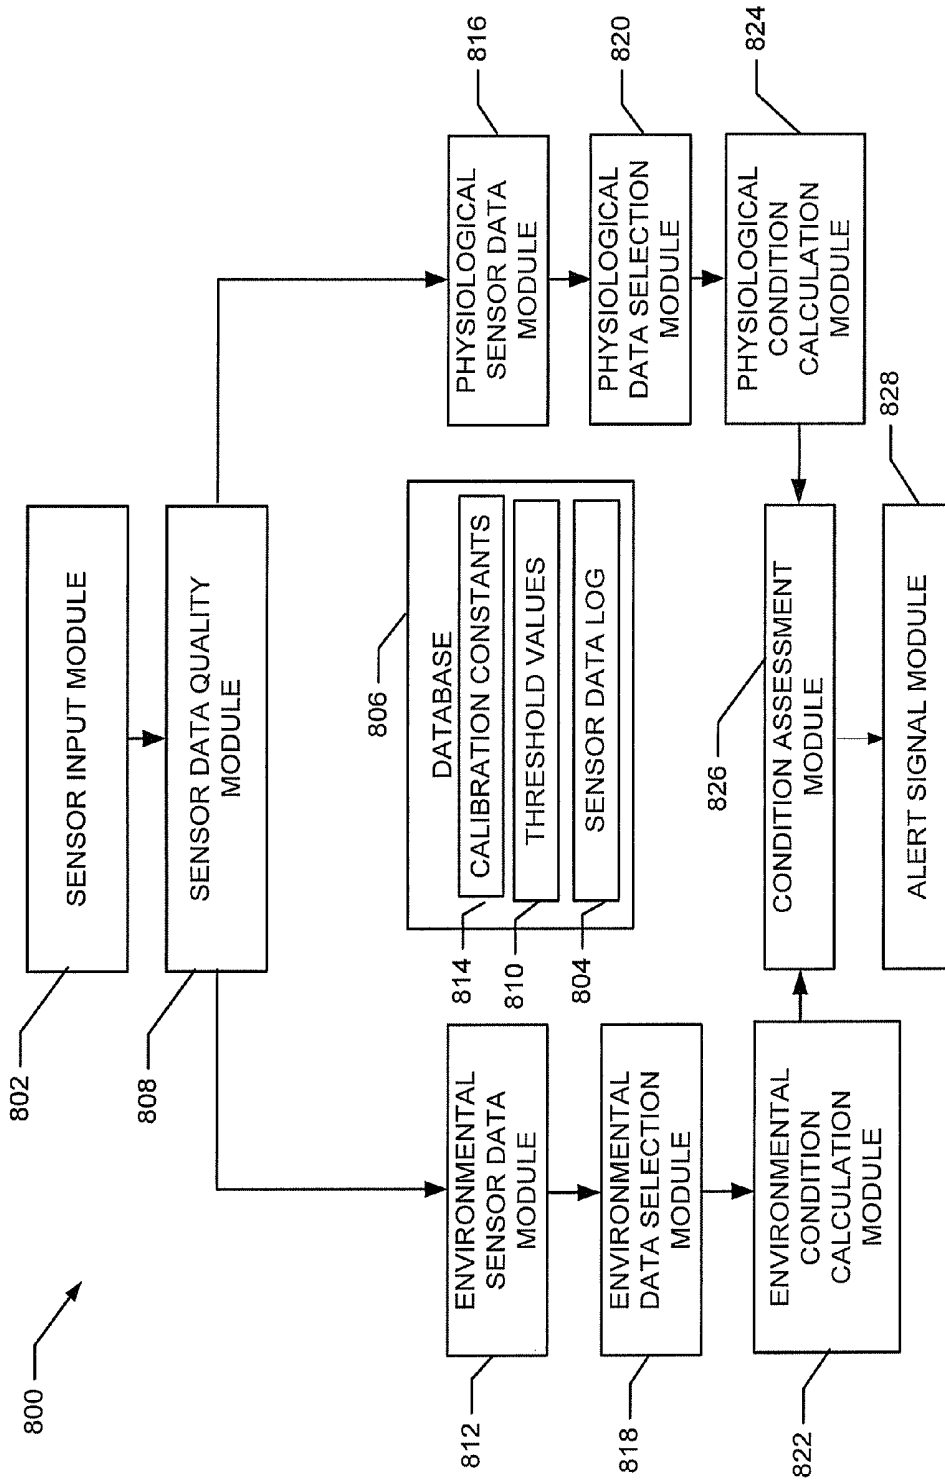 800
802
SENSOR INPUT MODULE
808
SENSOR DATA QUALITY
MODULE
806
DATABASE
814
CALIBRATION CONSTANTS
810
THRESHOLD VALUES
804
SENSOR DATA LOG
812
ENVIRONMENTAL
SENSOR DATA
MODULE
818
ENVIRONMENTAL
DATA SELECTION
MODULE
822
ENVIRONMENTAL
CONDITION
CALCULATION
MODULE
816
PHYSIOLOGICAL
SENSOR DATA
MODULE
820
PHYSIOLOGICAL
DATA SELECTION
MODULE
824
PHYSIOLOGICAL
CONDITION
CALCULATION
MODULE
826
CONDITION ASSESSMENT
MODULE
828
ALERT SIGNAL MODULE